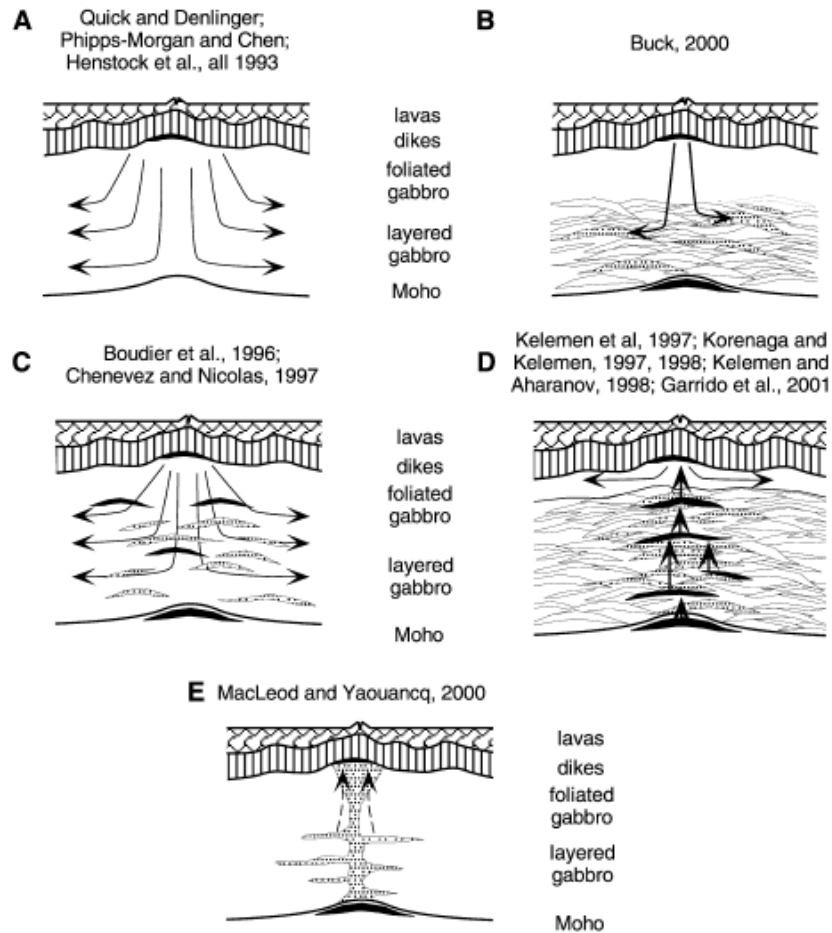 A
Quick and Denlinger;
Phipps-Morgan and Chen;
Henstock et al., all 1993
B
Buck, 2000
lavas
dikes
foliated
gabbro
layered
gabbro
Moho
C
Boudier et al., 1996;
Chenevez and Nicolas, 1997
D
Kelemen et al, 1997; Korenaga and
Kelemen, 1997, 1998; Kelemen and
Aharanov, 1998; Garrido et al., 2001
lavas
dikes
foliated
gabbro
layered
gabbro
Moho
E MacLeod and Yaouancq, 2000
lavas
dikes
foliated
gabbro
layered
gabbro
Moho